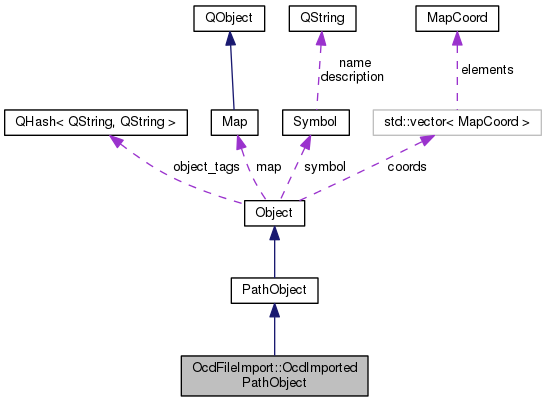 QObject
QString
MapCoord
name
description
elements
QHash< QString, QString >
Map
Symbol
std::vector< MapCoord >
object_tags
map
symbol
coords
Object
PathObject
OcdFileImport::OcdImported
PathObject